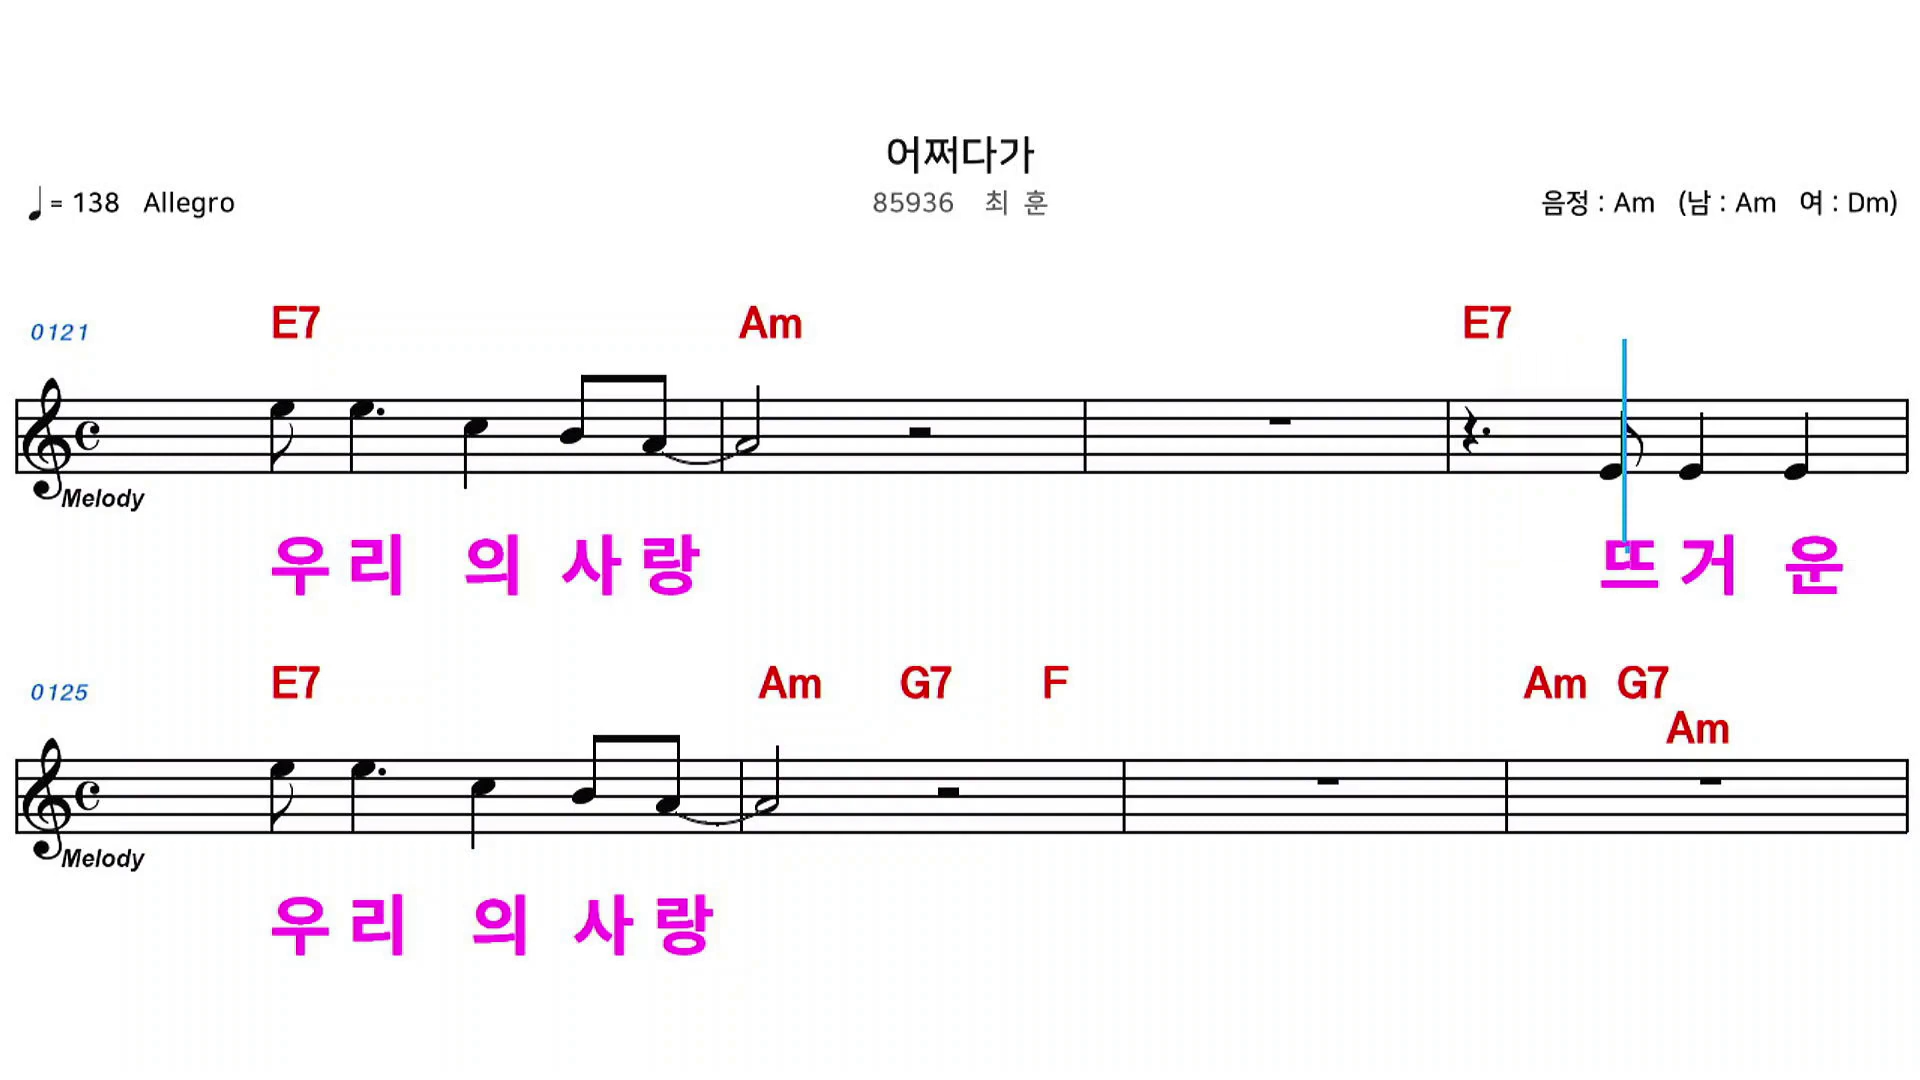 어쩌다가
♩= 138 Allegro 85936 최 훈 음정 : Am (남 : Am 여 : Dm)
0121 E7 Am E7
Melody
우 리 의 사 랑 뜨 거 운
0125 E7 Am G7 F Am G7
Am
Melody
우 리 의 사 랑